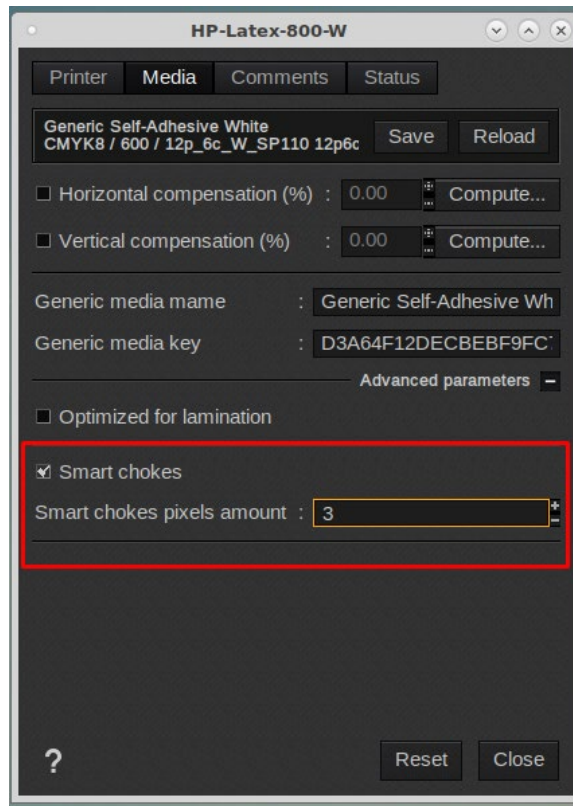 HP-Latex-800-W
Printer Media Comments Status
Generic Self-Adhesive White
CMYK8 / 600 / 12p_6c_W_SP110 12p6c
Save Reload
Horizontal compensation (%) : 0.00 Compute...
Vertical compensation (%) : 0.00 Compute...
Generic media mame : Generic Self-Adhesive Wh
Generic media key : D3A64F12DECBEBF9FC7
Advanced parameters
Optimized for lamination
Smart chokes
Smart chokes pixels amount : 3
? Reset Close